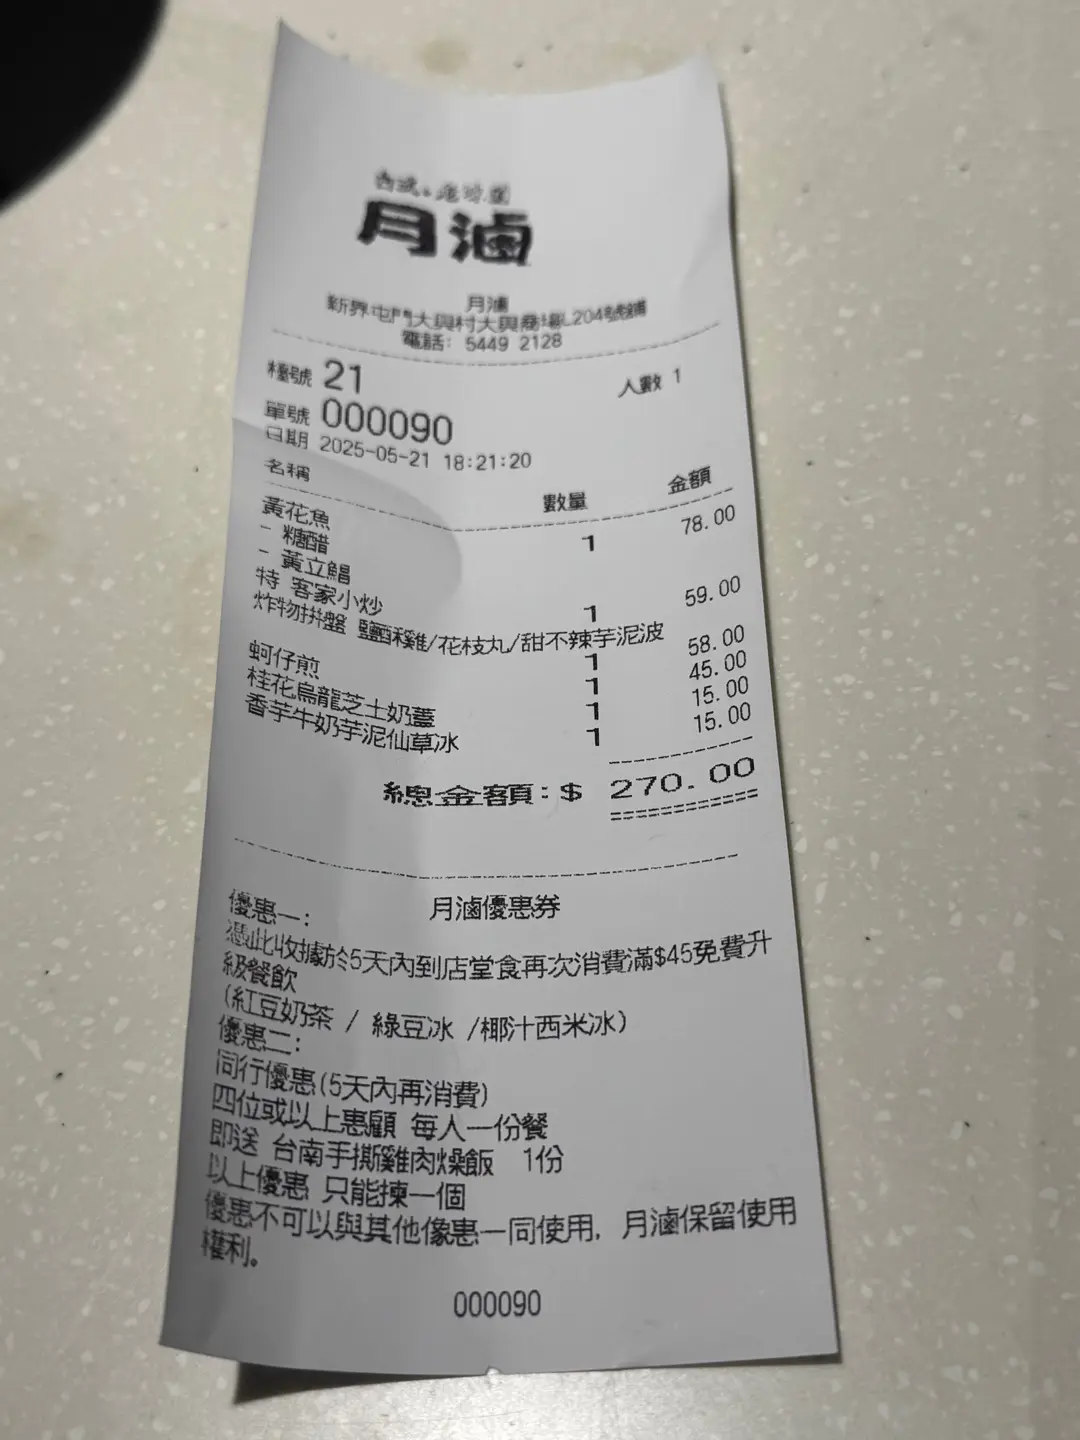 月滷
月滷
新界屯門大興村大興商場L204號舖
電話: 5449 2128
檯號 21 人數 1
單號 000090
日期 2025-05-21 18:21:20
名稱 數量 金額
黃花魚 1 78.00
- 糖醋
- 黃立鯧
特 客家小炒 1 59.00
炸物拼盤 鹽酥雞/花枝丸/甜不辣芋泥波 1 58.00
蚵仔煎 1 45.00
桂花烏龍芝士奶蓋 1 15.00
香芋牛奶芋泥仙草冰 1 15.00
總金額:$ 270.00
月滷優惠券
優惠一:
憑此收據於5天內到店堂食再次消費滿$45免費升
級餐飲
(紅豆奶茶 / 綠豆冰 /椰汁西米冰)
優惠二:
同行優惠(5天內再消費)
四位或以上惠顧 每人一份餐
即送 台南手撕雞肉燥飯 1份
以上優惠 只能揀一個
優惠不可以與其他像惠一同使用, 月滷保留使用
權利。
000090